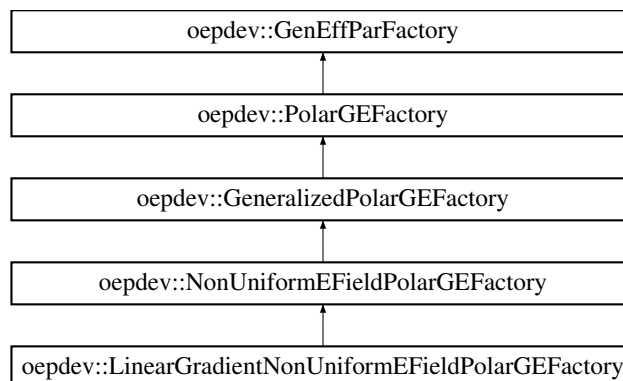 oepdev::GenEffParFactory
oepdev::PolarGEFactory
oepdev::GeneralizedPolarGEFactory
oepdev::NonUniformEFieldPolarGEFactory
oepdev::LinearGradientNonUniformEFieldPolarGEFactory